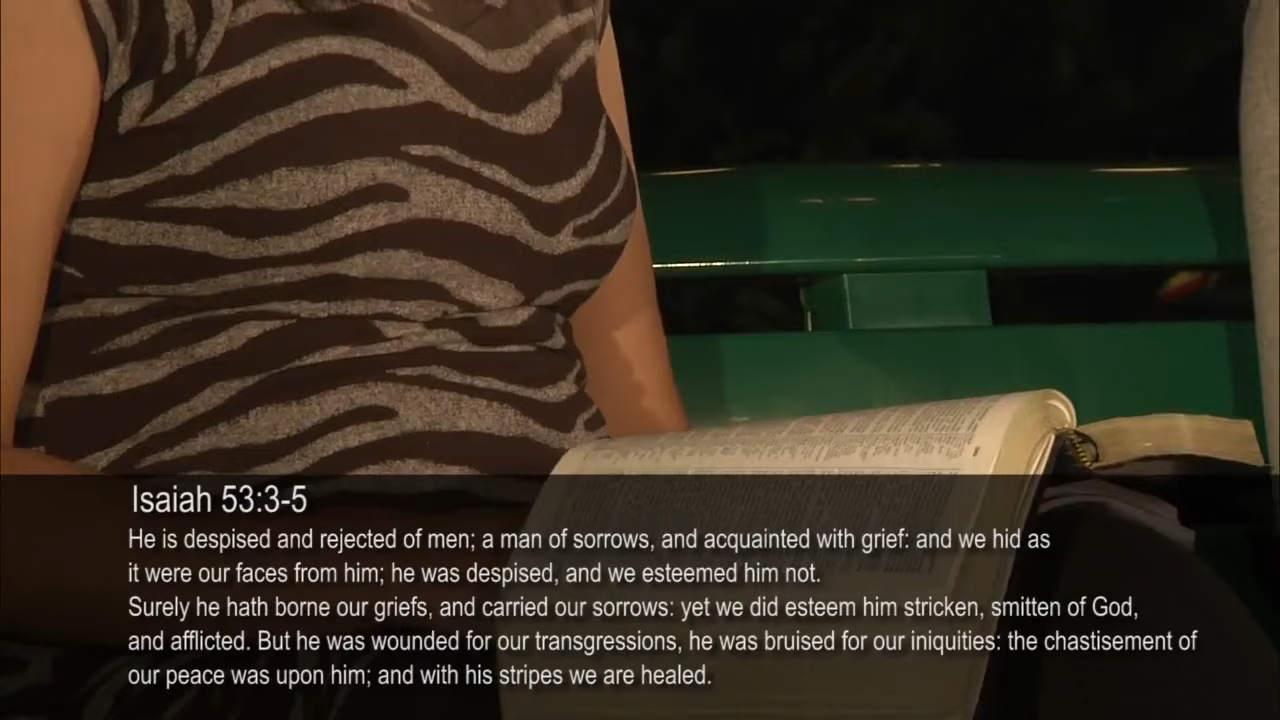 Isaiah 53:3-5
He is despised and rejected of men; a man of sorrows, and acquainted with grief: and we hid as
it were our faces from him; he was despised, and we esteemed him not.
Surely he hath borne our griefs, and carried our sorrows: yet we did esteem him stricken, smitten of God,
and afflicted. But he was wounded for our transgressions, he was bruised for our iniquities: the chastisement of
our peace was upon him; and with his stripes we are healed.